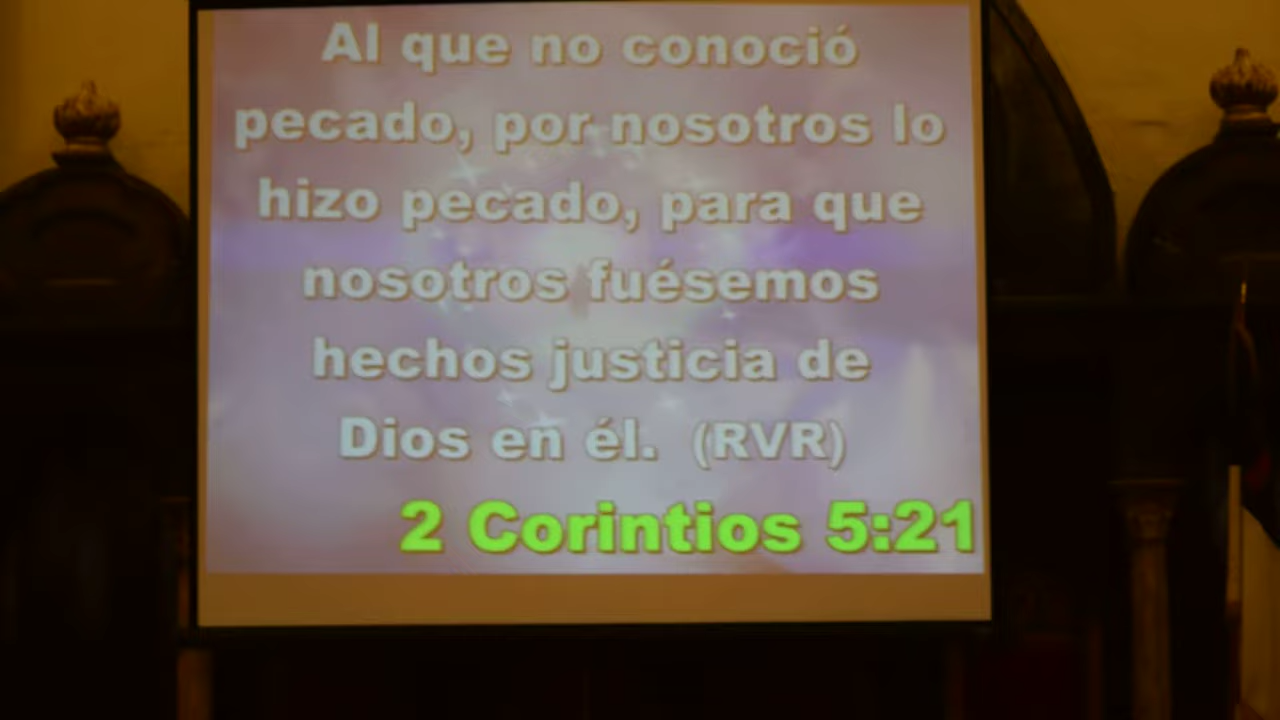 Al que no conoció
pecado, por nosotros lo
hizo pecado, para que
nosotros fuésemos
hechos justicia de
Dios en él. (RVR)
2 Corintios 5:21